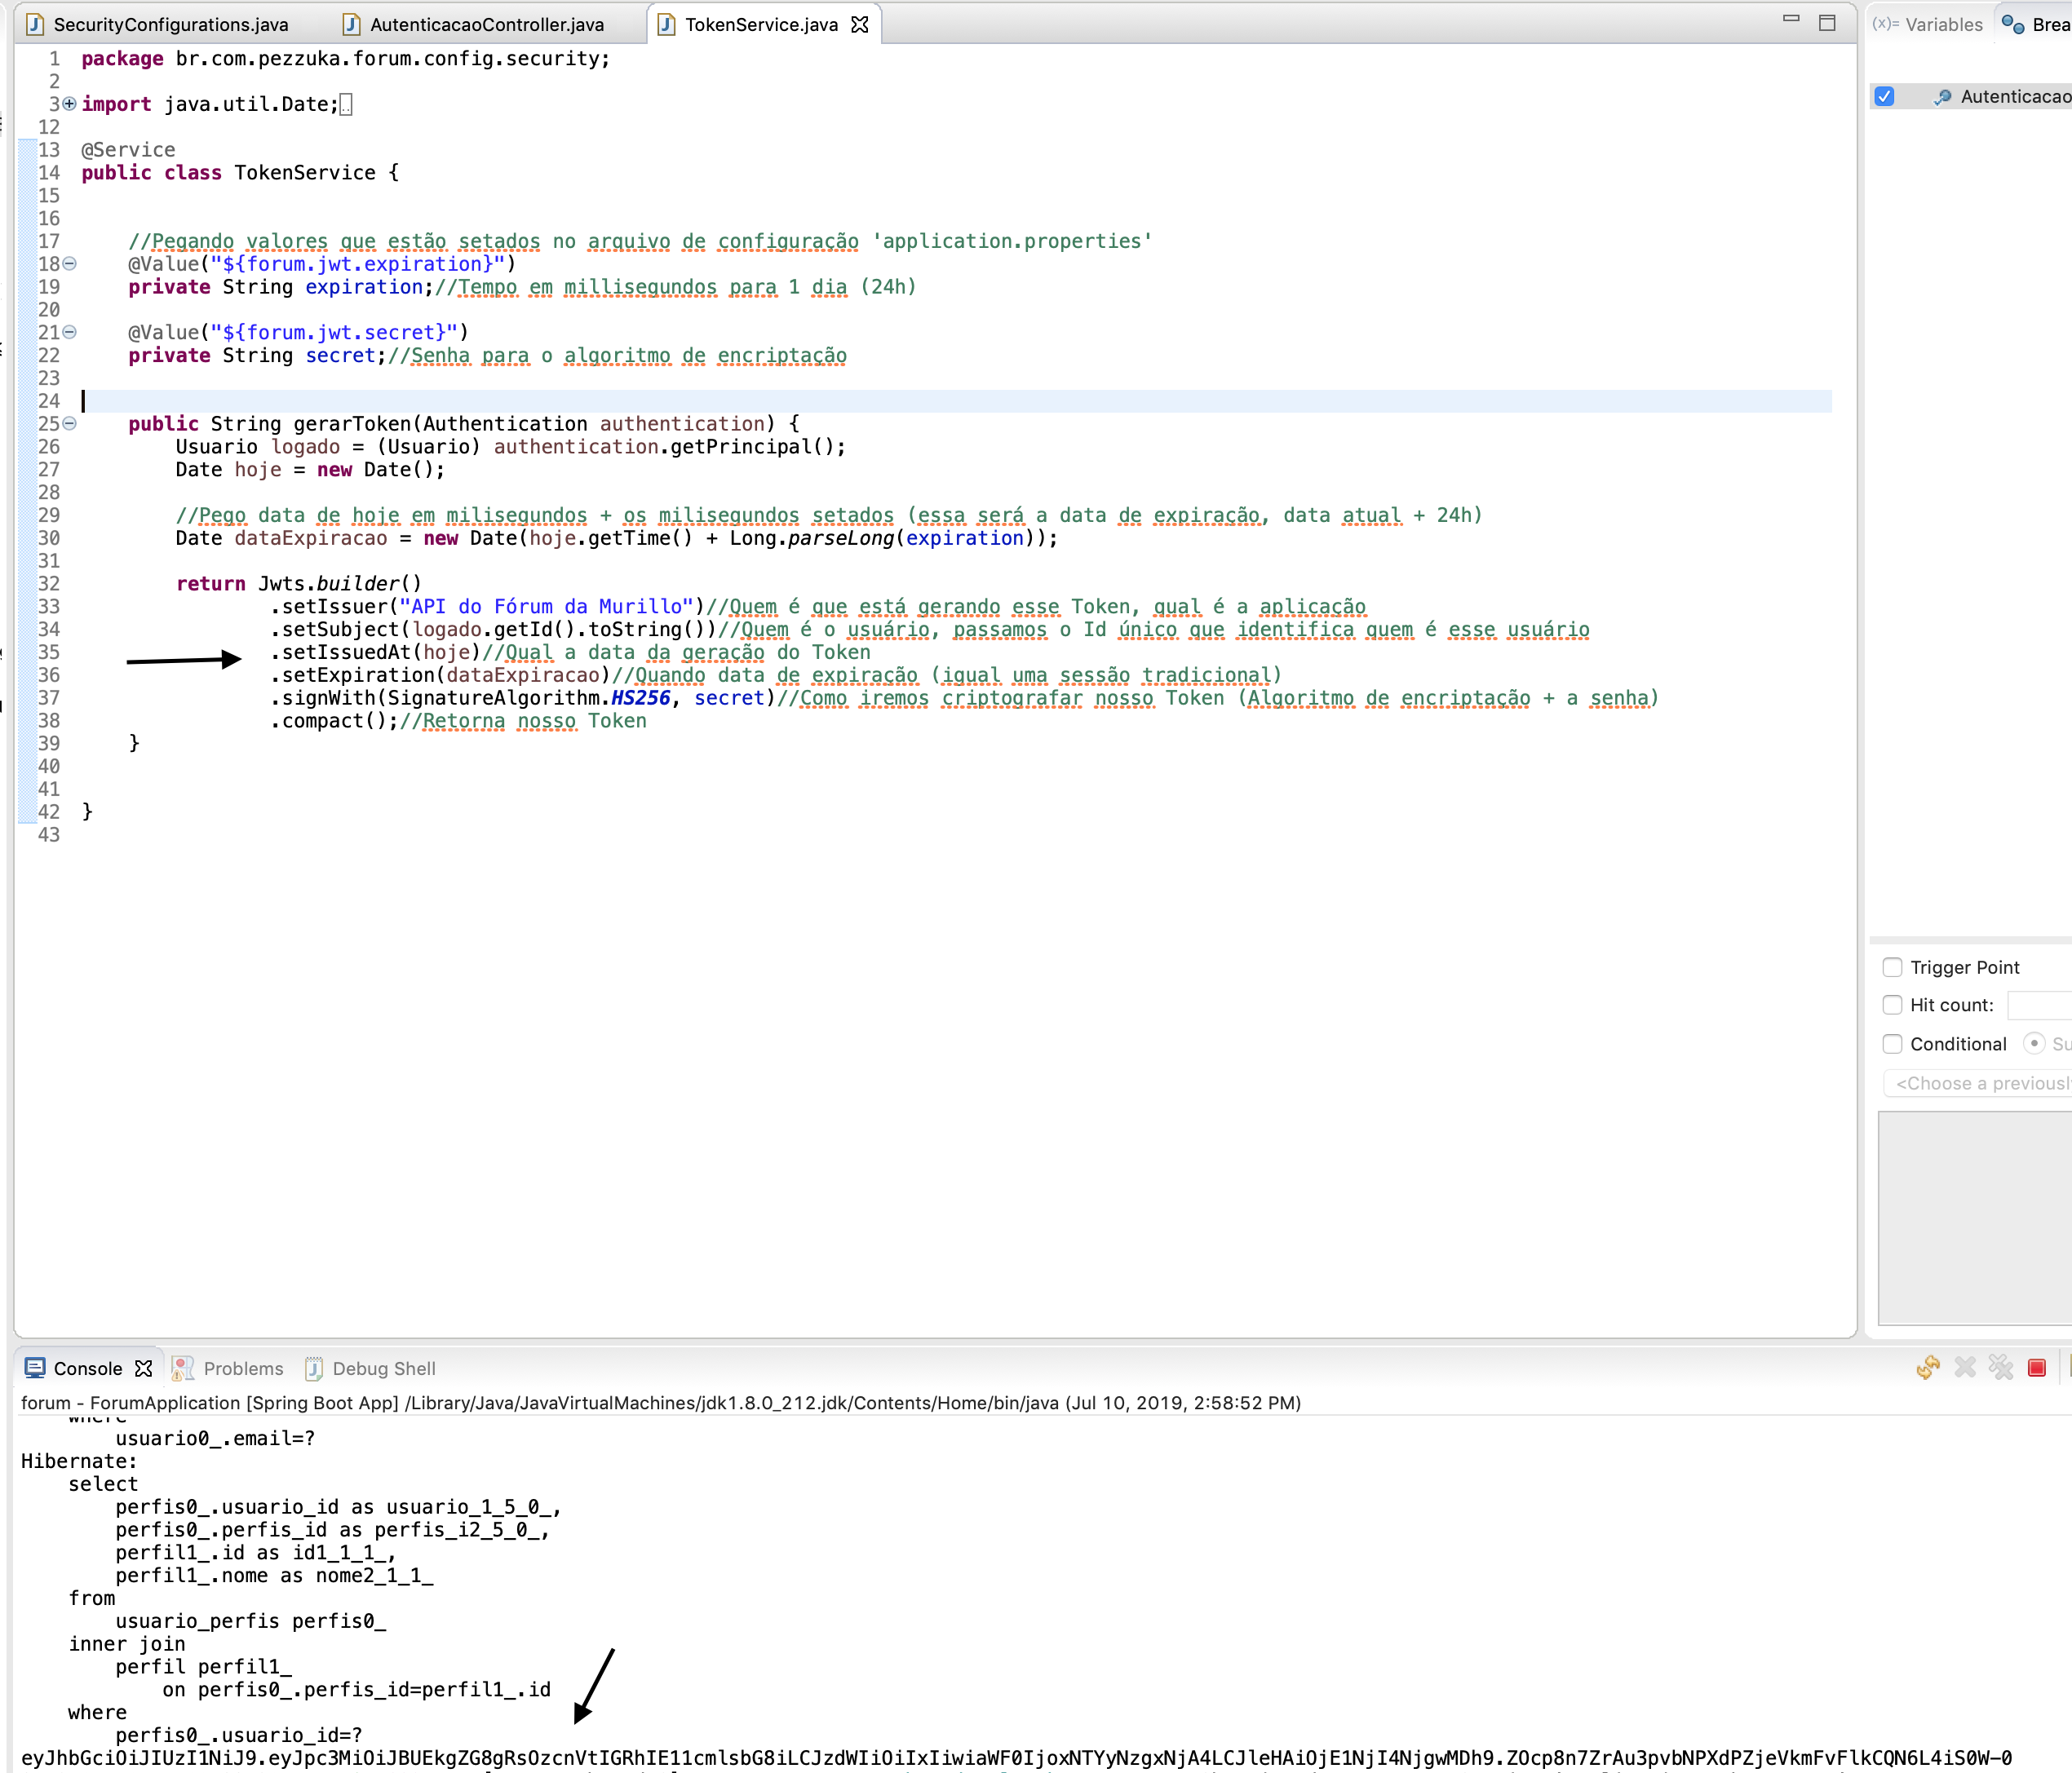 SecurityConfigurations.java AutenticacaoController.java TokenService.java
(x)= Variables
1 package br.com.pezzuka.forum.config.security;
2
3 import java.util.Date;
12
13 @Service
14 public class TokenService {
15
16
17 //Pegando valores que estão setados no arquivo de configuração 'application.properties'
18 @Value("${forum.jwt.expiration}")
19 private String expiration;//Tempo em millisegundos para 1 dia (24h)
20
21 @Value("${forum.jwt.secret}")
22 private String secret;//Senha para o algoritmo de encriptação
23
24
25 public String gerarToken(Authentication authentication) {
26 Usuario logado = (Usuario) authentication.getPrincipal();
27 Date hoje = new Date();
28
29 //Pego data de hoje em milisegundos + os milisegundos setados (essa será a data de expiração, data atual + 24h)
30 Date dataExpiracao = new Date(hoje.getTime() + Long.parseLong(expiration));
31
32 return Jwts.builder()
33 .setIssuer("API do Fórum da Murillo")//Quem é que está gerando esse Token, qual é a aplicação
34 .setSubject(logado.getId().toString())//Quem é o usuário, passamos o Id único que identifica quem é esse usuário
35 .setIssuedAt(hoje)//Qual a data da geração do Token
36 .setExpiration(dataExpiracao)//Quando data de expiração (igual uma sessão tradicional)
37 .signWith(SignatureAlgorithm.HS256, secret)//Como iremos criptografar nosso Token (Algoritmo de encriptação + a senha)
38 .compact();//Retorna nosso Token
39 }
40
41
42 }
43
Autenticacao
Trigger Point
Hit count:
Conditional Su
<Choose a previousl
Console Problems Debug Shell
forum - ForumApplication [Spring Boot App] /Library/Java/JavaVirtualMachines/jdk1.8.0_212.jdk/Contents/Home/bin/java (Jul 10, 2019, 2:58:52 PM)
where
usuario0_.email=?
Hibernate:
select
perfis0_.usuario_id as usuario_1_5_0_,
perfis0_.perfis_id as perfis_i2_5_0_,
perfil1_.id as id1_1_1_,
perfil1_.nome as nome2_1_1_
from
usuario_perfis perfis0_
inner join
perfil perfil1_
on perfis0_.perfis_id=perfil1_.id
where
perfis0_.usuario_id=?
eyJhbGciOiJIUzI1NiJ9.eyJpc3MiOiJBUEkgZG8gRsOzcnVtIGRhIE11cmlsbG8iLCJzdWIiOiIxIiwiaWF0IjoxNTYyNzgxNjA4LCJleHAiOjE1NjI4NjgwMDh9.ZOcp8n7ZrAu3pvbNPXdPZjeVkmFvFlkCQN6L4iS0W-0